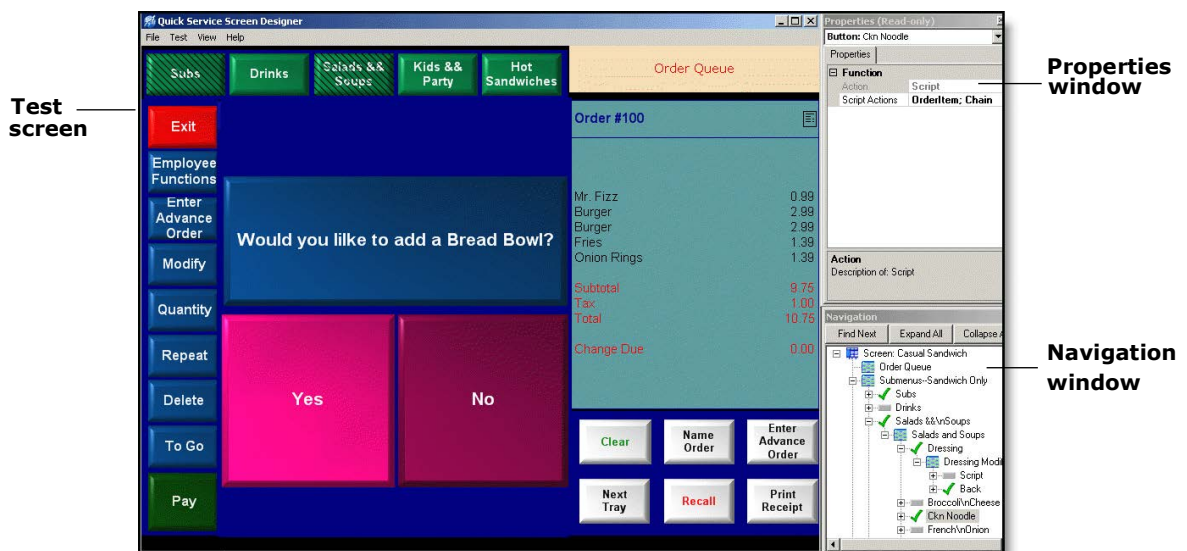 Quick Service Screen Designer
File Test View Help
Subs
Drinks
Salads &&
Soups
Kids &&
Party
Hot
Sandwiches
Test
screen
Exit
Employee
Functions
Enter
Advance
Order
Modify
Quantity
Repeat
Delete
To Go
Pay
Would you lilke to add a Bread Bowl?
Yes
No
Order Queue
Order #100
Mr. Fizz 0.99
Burger 2.99
Burger 2.99
Fries 1.39
Onion Rings 1.39
Subtotal 9.75
Tax 1.00
Total 10.75
Change Due 0.00
Clear
Name
Order
Enter
Advance
Order
Next
Tray
Recall
Print
Receipt
Properties (Read-only)
Button: Ckn Noodle
Properties
Function
Action Script
Script Actions OrderItem; Chain
Action
Description of: Script
Properties
window
Navigation
Find Next Expand All Collapse
Screen: Casual Sandwich
Order Queue
Submenus--Sandwich Only
Subs
Drinks
Salads &&\nSoups
Salads and Soups
Dressing
Dressing Modi
Script
Back
Broccoli\nCheese
Ckn Noodle
French\nOnion
Navigation
window